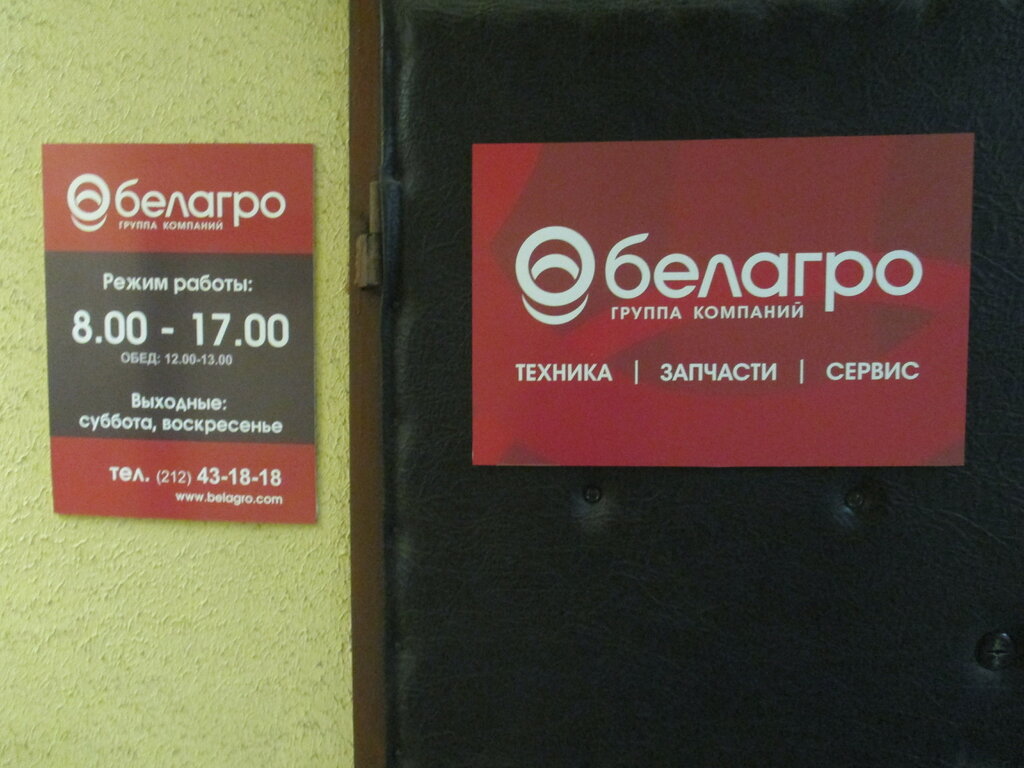 белагро
ГРУППА КОМПАНИЙ
Режим работы:
8.00 - 17.00
ОБЕД: 12.00-13.00
Выходные:
суббота, воскресенье
тел. (212) 43-18-18
www.belagro.com
белагро
ГРУППА КОМПАНИЙ
ТЕХНИКА | ЗАПЧАСТИ | СЕРВИС